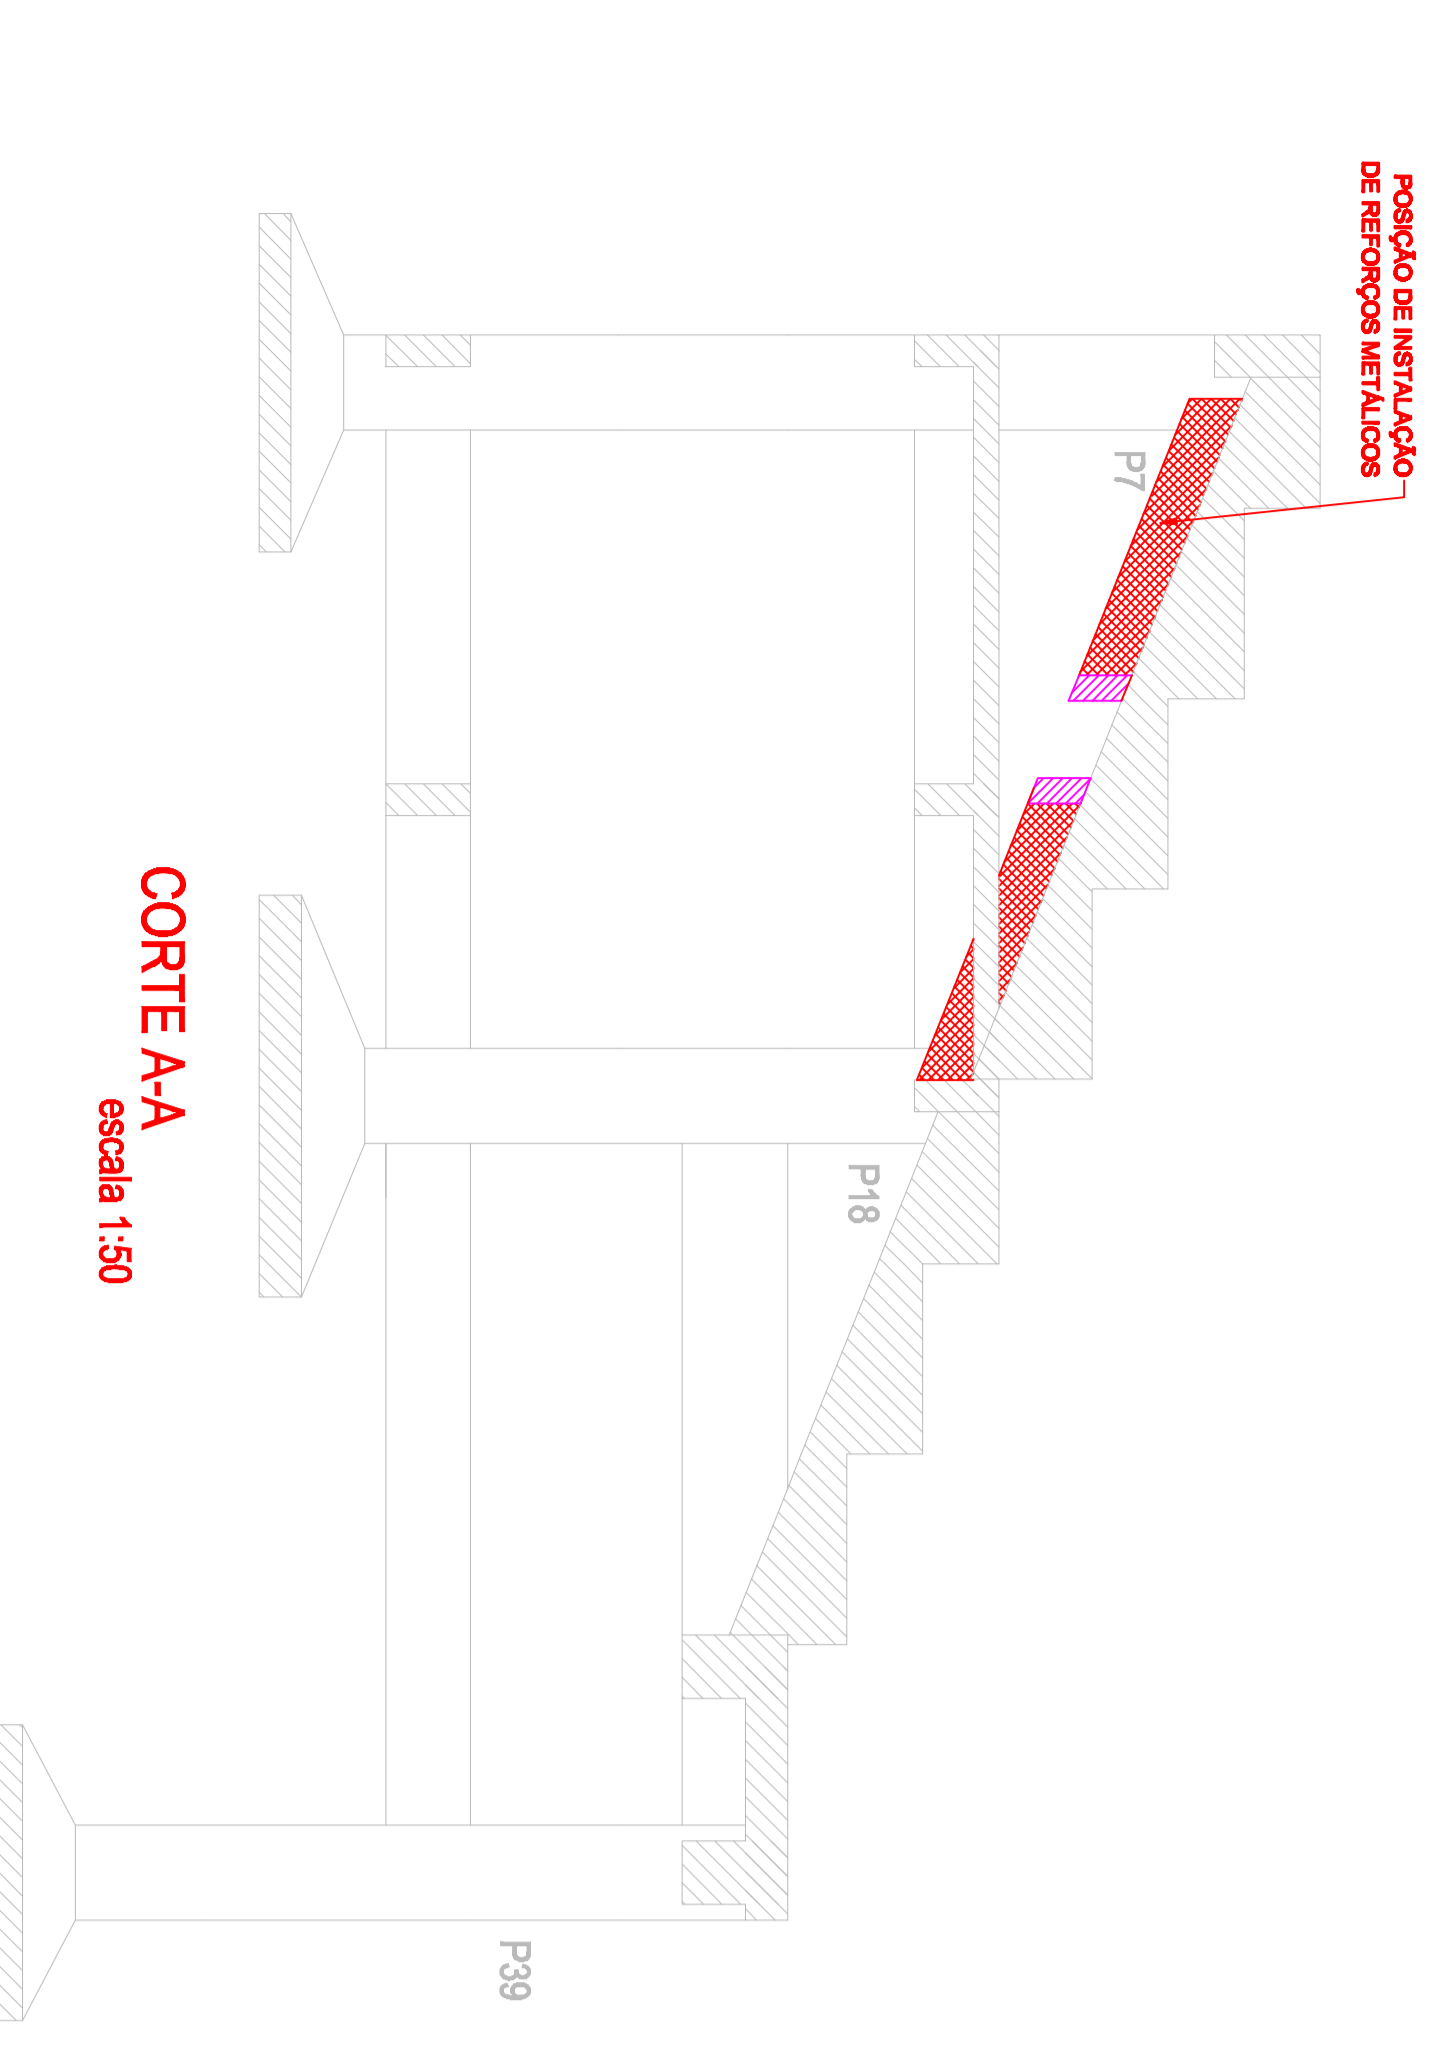 POSIÇÃO DE INSTALAÇÃO
DE REFORÇOS METÁLICOS
P7
P18
P39
CORTE A-A
escala 1:50